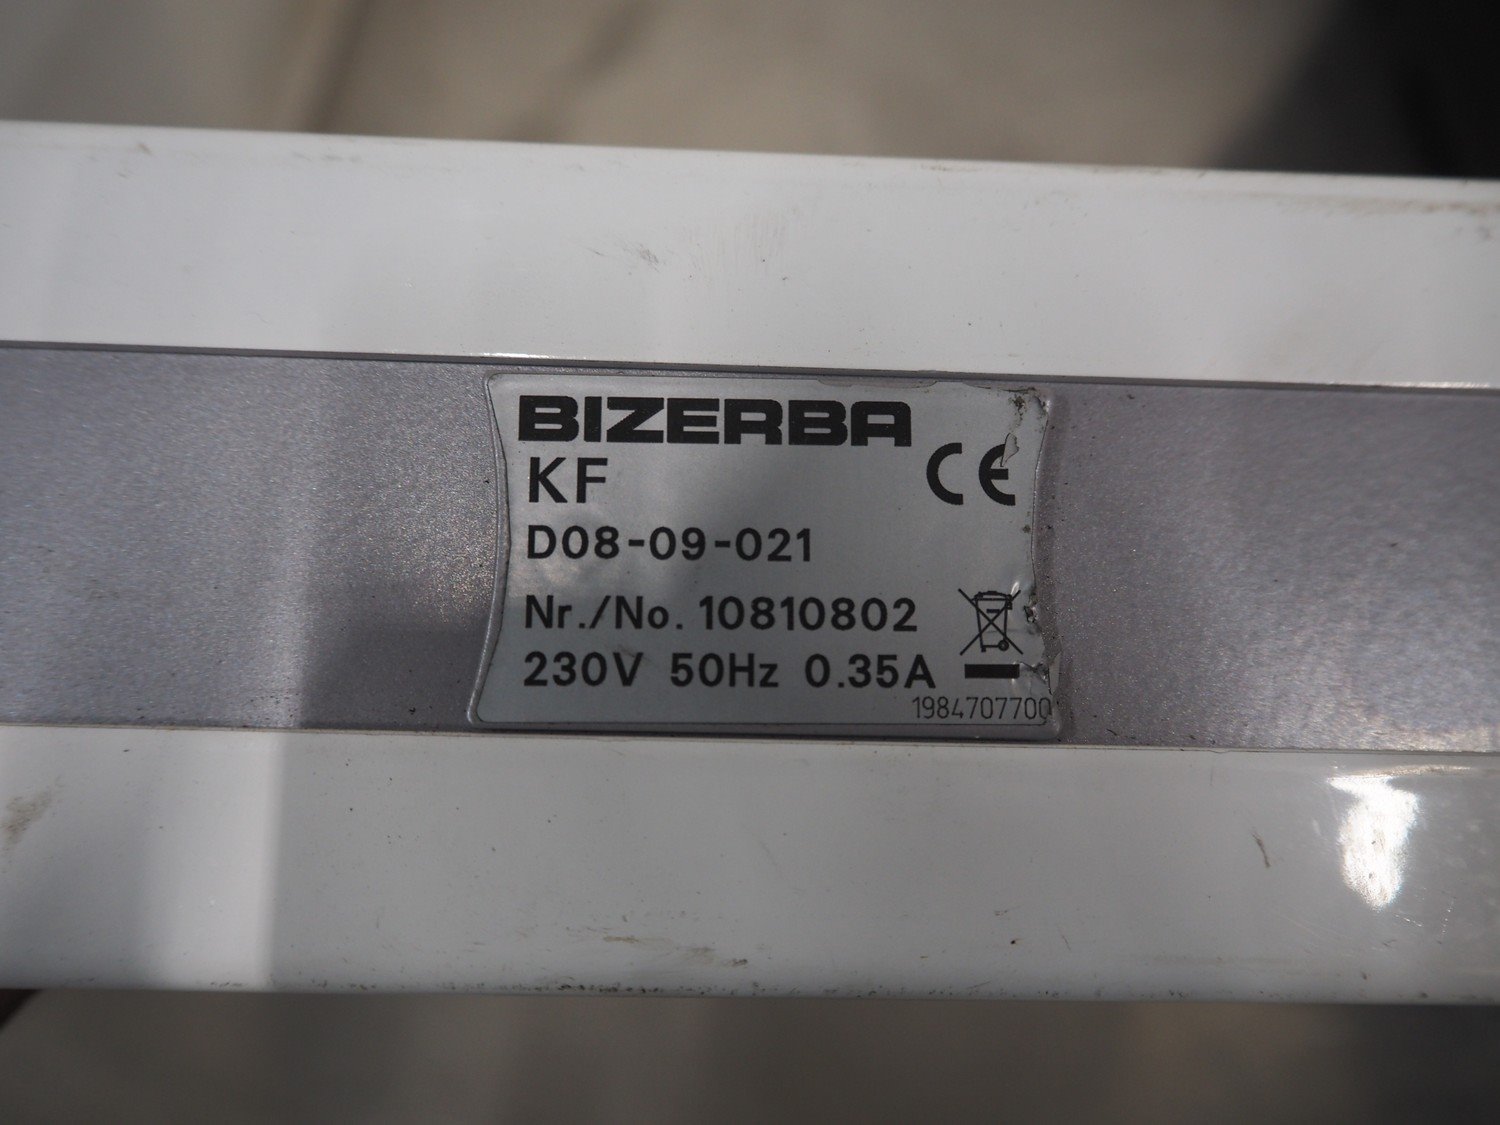 BIZERBA
KF
CE
D08-09-021
Nr./No. 10810802
230V 50Hz 0.35A
1984707700